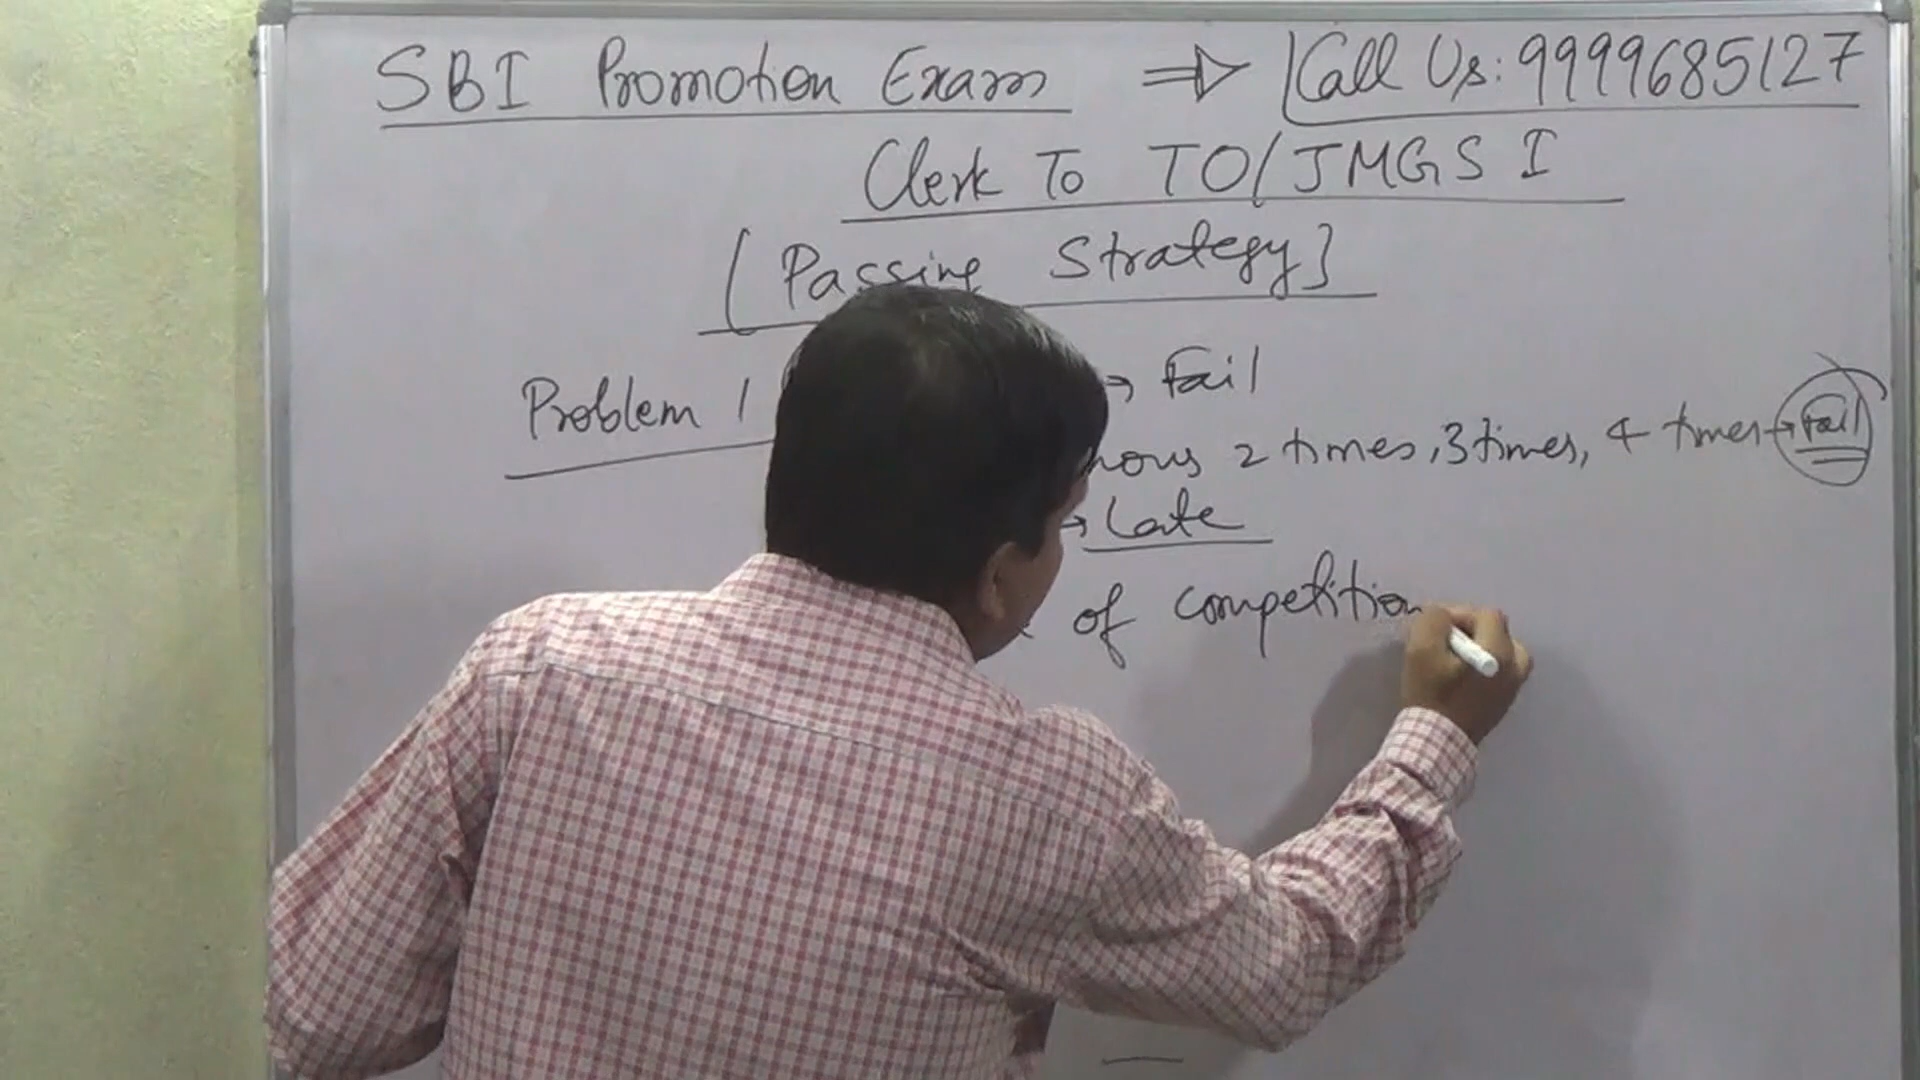 SBI Promotion Exam ⇒ Call Us: 9999685127
Clerk To TO/JMGS I
[Passing Strategy]
Problem 1 → Fail
2 times, 3 times, 4 times → Fail
→ Late
of competition